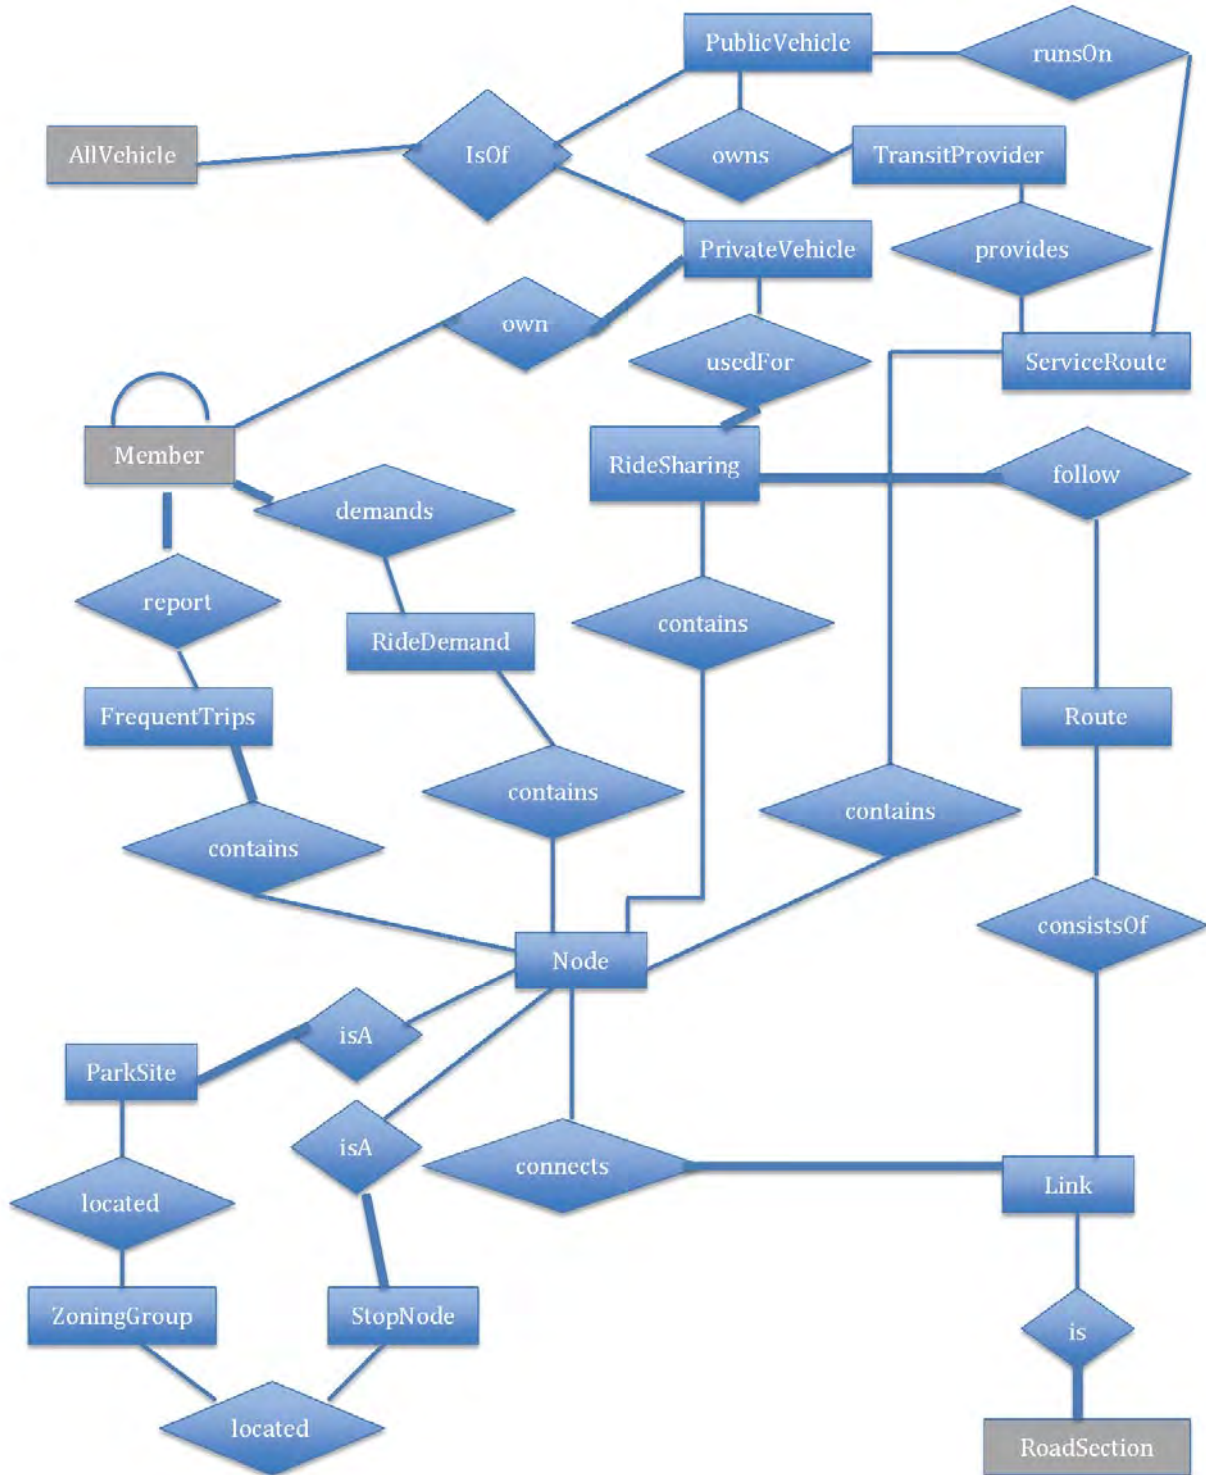 PublicVehicle
runsOn
AllVehicle
IsOf
owns
TransitProvider
PrivateVehicle
provides
own
usedFor
ServiceRoute
Member
RideSharing
follow
demands
report
contains
RideDemand
FrequentTrips
Route
contains
contains
contains
consistsOf
Node
isA
ParkSite
isA
connects
Link
located
ZoningGroup
StopNode
is
located
RoadSection